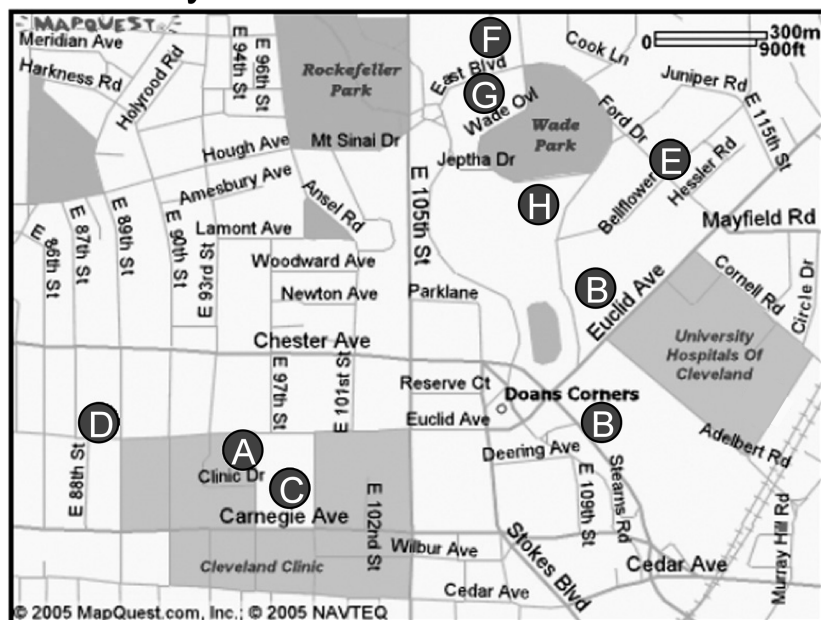 MAPQUEST
Meridian Ave
Harkness Rd
Holyrood Rd
E 94th St
E 96th St
Rockefeller
Park
F
East Blvd
G
Wade Ovl
Cook Ln
0
300m
900ft
Juniper Rd
Ford Dr
E 115th St
Wade
Park
Hough Ave
Mt Sinai Dr
Jeptha Dr
E
Bellflower
Hessler Rd
Amesbury Ave
Ansel Rd
E 105th St
H
Mayfield Rd
E 86th St
E 87th St
E 89th St
E 90th St
E 93rd St
Lamont Ave
Woodward Ave
Newton Ave
Parklane
B
Euclid Ave
Cornell Rd
Circle Dr
University
Hospitals Of
Cleveland
Chester Ave
E 97th St
E 101st St
Reserve Ct
Doans Corners
Euclid Ave
B
D
A
Clinic Dr
C
Carnegie Ave
E 88th St
E 102nd St
Deering Ave
E 109th St
Stearns Rd
Adelbert Rd
Murray Hill Rd
Cleveland Clinic
Wilbur Ave
Stokes Blvd
Cedar Ave
Cedar Ave
© 2005 MapQuest.com, Inc.; © 2005 NAVTEQ